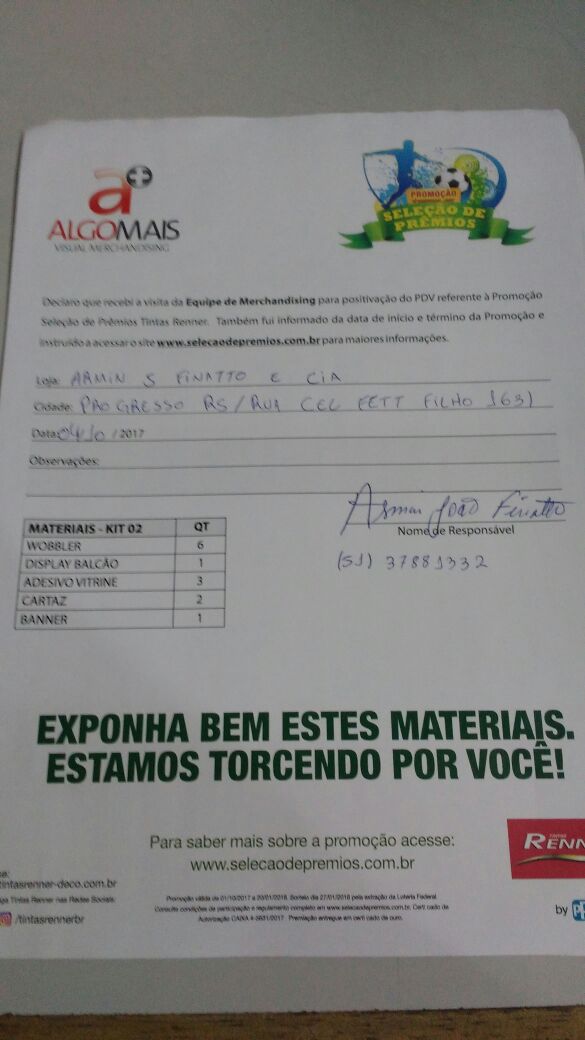 a+
ALGOMAIS
VISUAL MERCHANDISING
PROMOÇÃO
SELEÇÃO DE
PRÊMIOS
Declaro que recebi a visita da Equipe de Merchandising para positivação do PDV referente à Promoção
Seleção de Prêmios Tintas Renner. Também fui informado da data de início e término da Promoção e
instruído a acessar o site www.selecaodepremios.com.br para maiores informações.
Loja: ARMIN S FINATTO E CIA
Cidade: PROGRESSO RS/RUA CEL FETT FILHO 1631
Data: 04/10 / 2017
Observações:
Armin João Finatto
Nome de Responsável
(51) 37881332
MATERIAIS - KIT 02 QT
WOBBLER 6
DISPLAY BALCÃO 1
ADESIVO VITRINE 3
CARTAZ 2
BANNER 1
EXPONHA BEM ESTES MATERIAIS.
ESTAMOS TORCENDO POR VOCÊ!
Para saber mais sobre a promoção acesse:
www.selecaodepremios.com.br
TINTAS
RENN
by PP
se:
tintasrenner-deco.com.br
ga Tintas Renner nas Redes Sociais:
/tintasrennerbr
Promoção válida de 01/10/2017 a 20/01/2018. Sorteio dia 27/01/2018 pela extração da Loteria Federal.
Consulte condições de participação e regulamento completo em www.selecaodepremios.com.br. Certificado de
Autorização CAIXA 4-3631/2017. Premiação entregue em certificado de ouro.